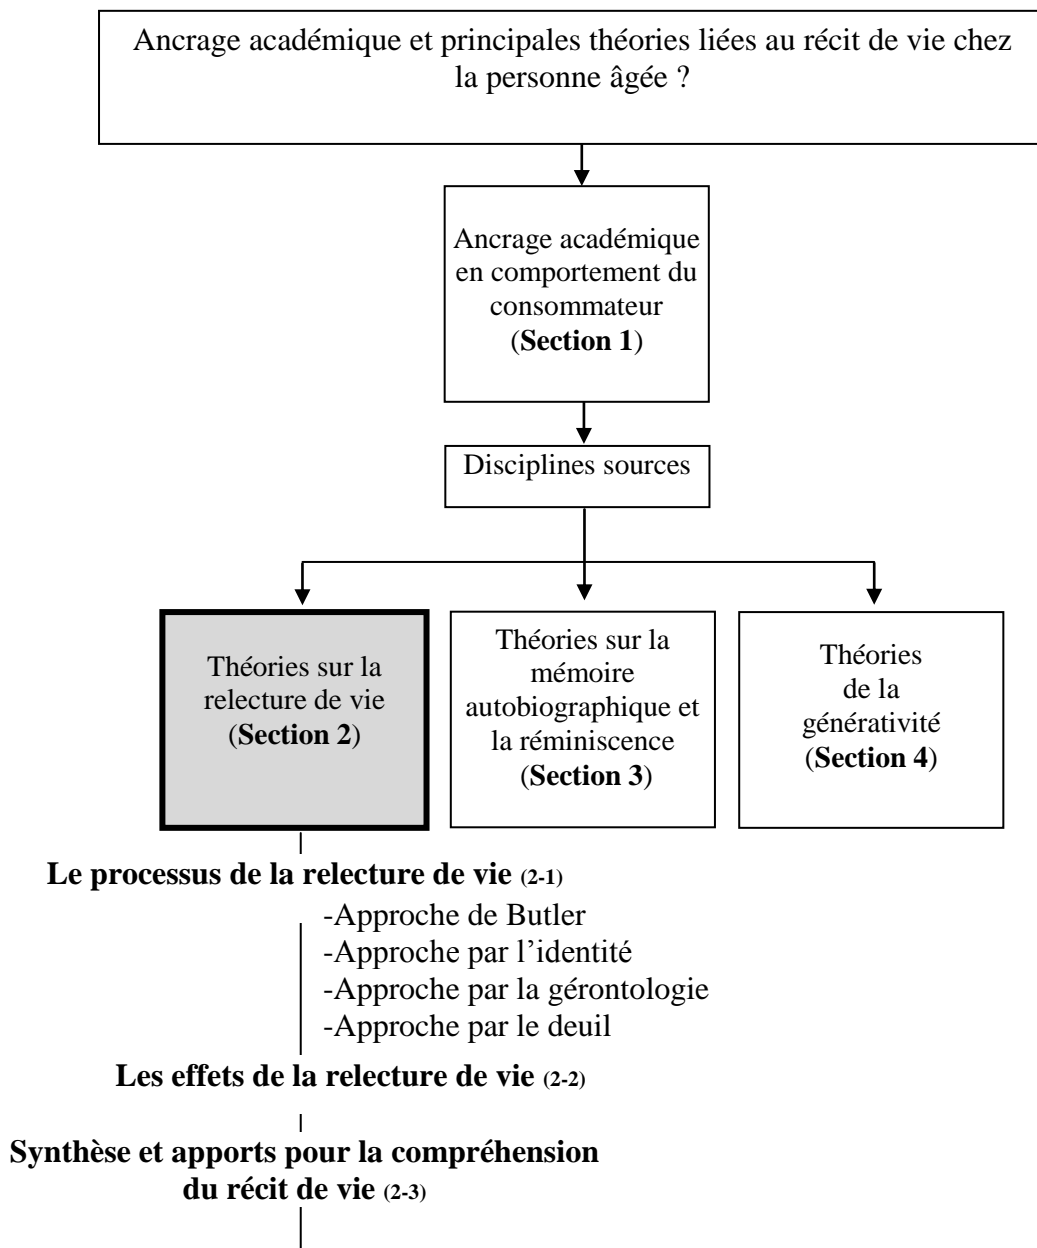 Ancrage académique et principales théories liées au récit de vie chez
la personne âgée ?
Ancrage académique
en comportement du
consommateur
(Section 1)
Disciplines sources
Théories sur la
relecture de vie
(Section 2)
Théories sur la
mémoire
autobiographique et
la réminiscence
(Section 3)
Théories
de la
générativité
(Section 4)
Le processus de la relecture de vie (2-1)
-Approche de Butler
-Approche par l’identité
-Approche par la gérontologie
-Approche par le deuil
Les effets de la relecture de vie (2-2)
Synthèse et apports pour la compréhension
du récit de vie (2-3)